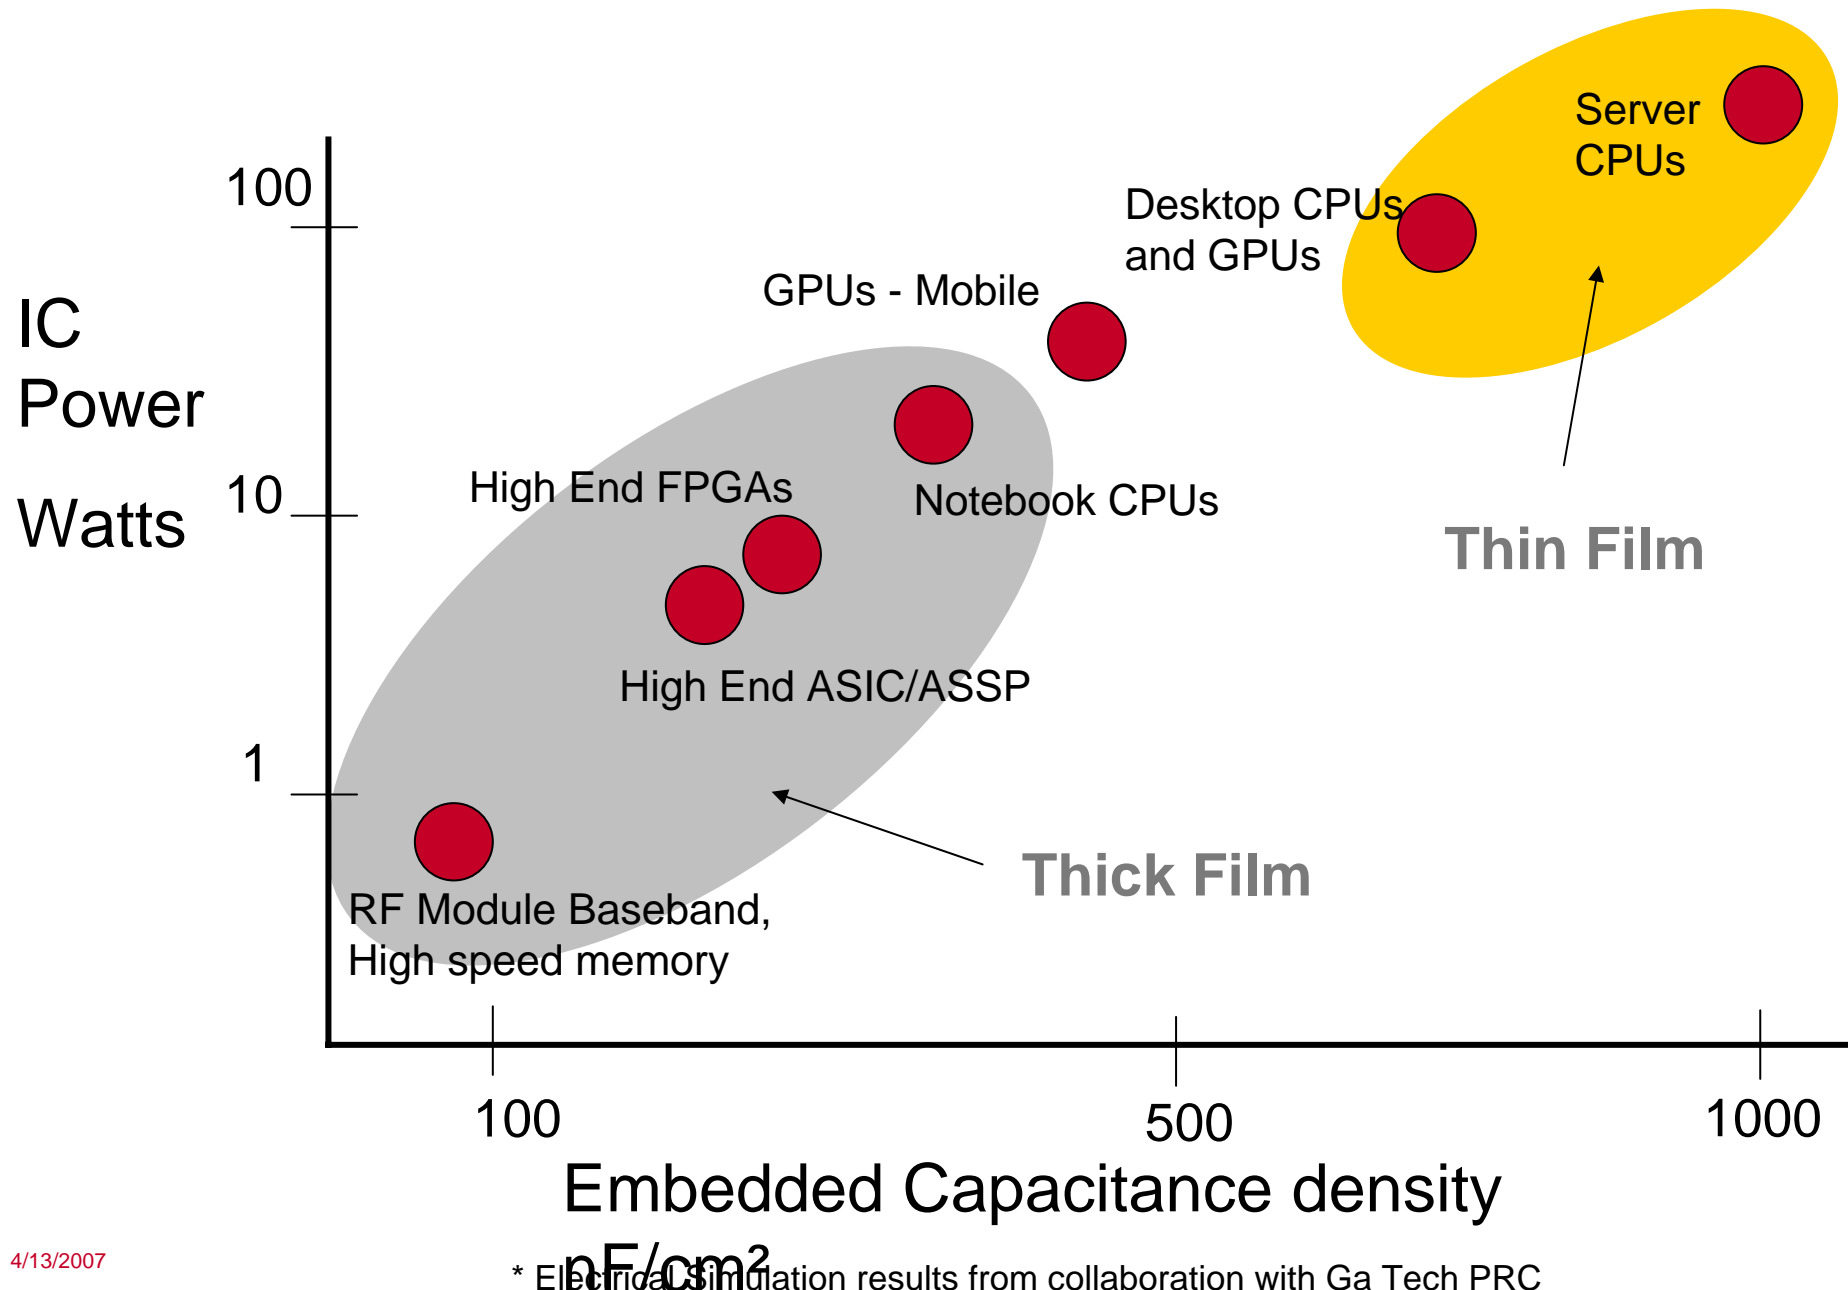 Server
CPUs
100
Desktop CPUs
and GPUs
GPUs - Mobile
IC
Power
Watts
High End FPGAs
10
Notebook CPUs
Thin Film
High End ASIC/ASSP
1
Thick Film
RF Module Baseband,
High speed memory
100
500
1000
Embedded Capacitance density
nF/cm²
4/13/2007
* Electrical Simulation results from collaboration with Ga Tech PRC